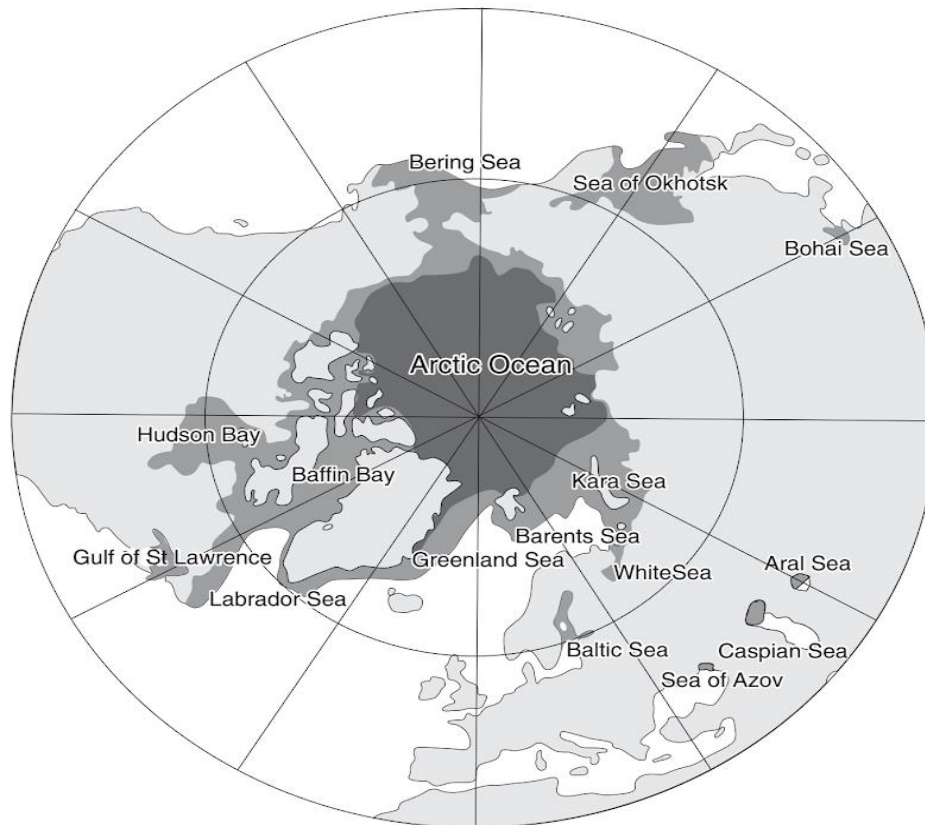 Bering Sea
Sea of Okhotsk
Bohai Sea
Arctic Ocean
Hudson Bay
Baffin Bay
Kara Sea
Barents Sea
Gulf of St Lawrence
Greenland Sea
WhiteSea
Aral Sea
Labrador Sea
Baltic Sea
Caspian Sea
Sea of Azov